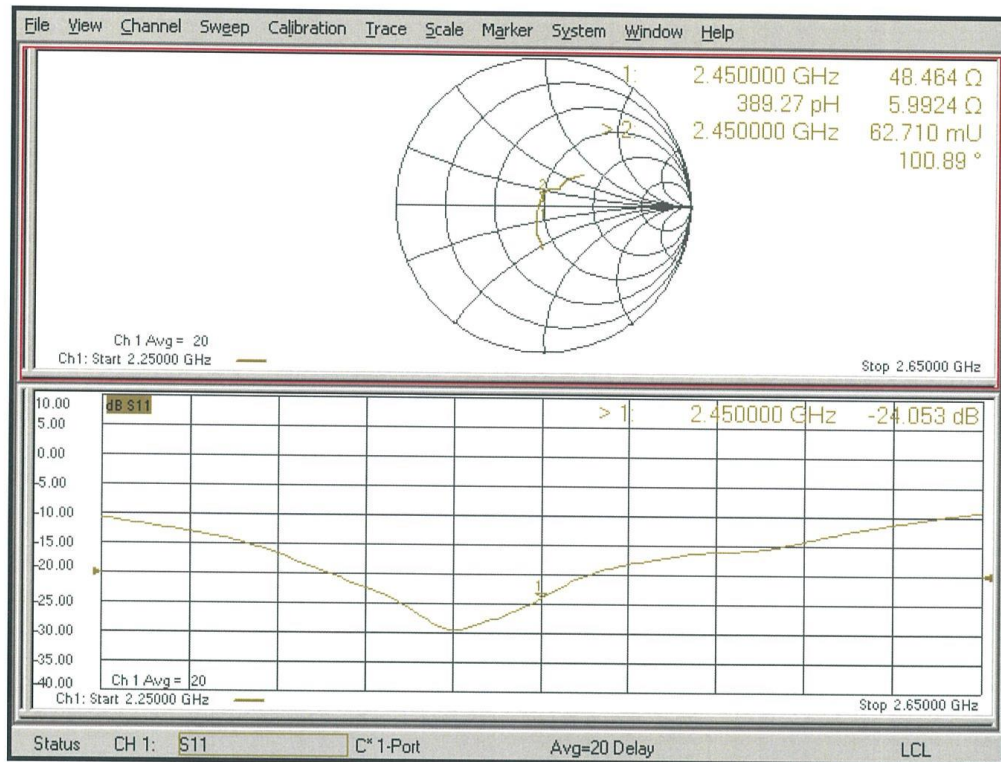 File View Channel Sweep Calibration Trace Scale Marker System Window Help
1: 2.450000 GHz 48.464 Ω
389.27 pH 5.9924 Ω
> 2: 2.450000 GHz 62.710 mU
100.89 °
2
Ch 1 Avg = 20
Ch1: Start 2.25000 GHz
Stop 2.65000 GHz
10.00
dB S11
> 1: 2.450000 GHz -24.053 dB
5.00
0.00
-5.00
-10.00
-15.00
-20.00
1
-25.00
-30.00
-35.00
-40.00
Ch 1 Avg = 20
Ch1: Start 2.25000 GHz
Stop 2.65000 GHz
Status CH 1: S11 C* 1-Port Avg=20 Delay LCL